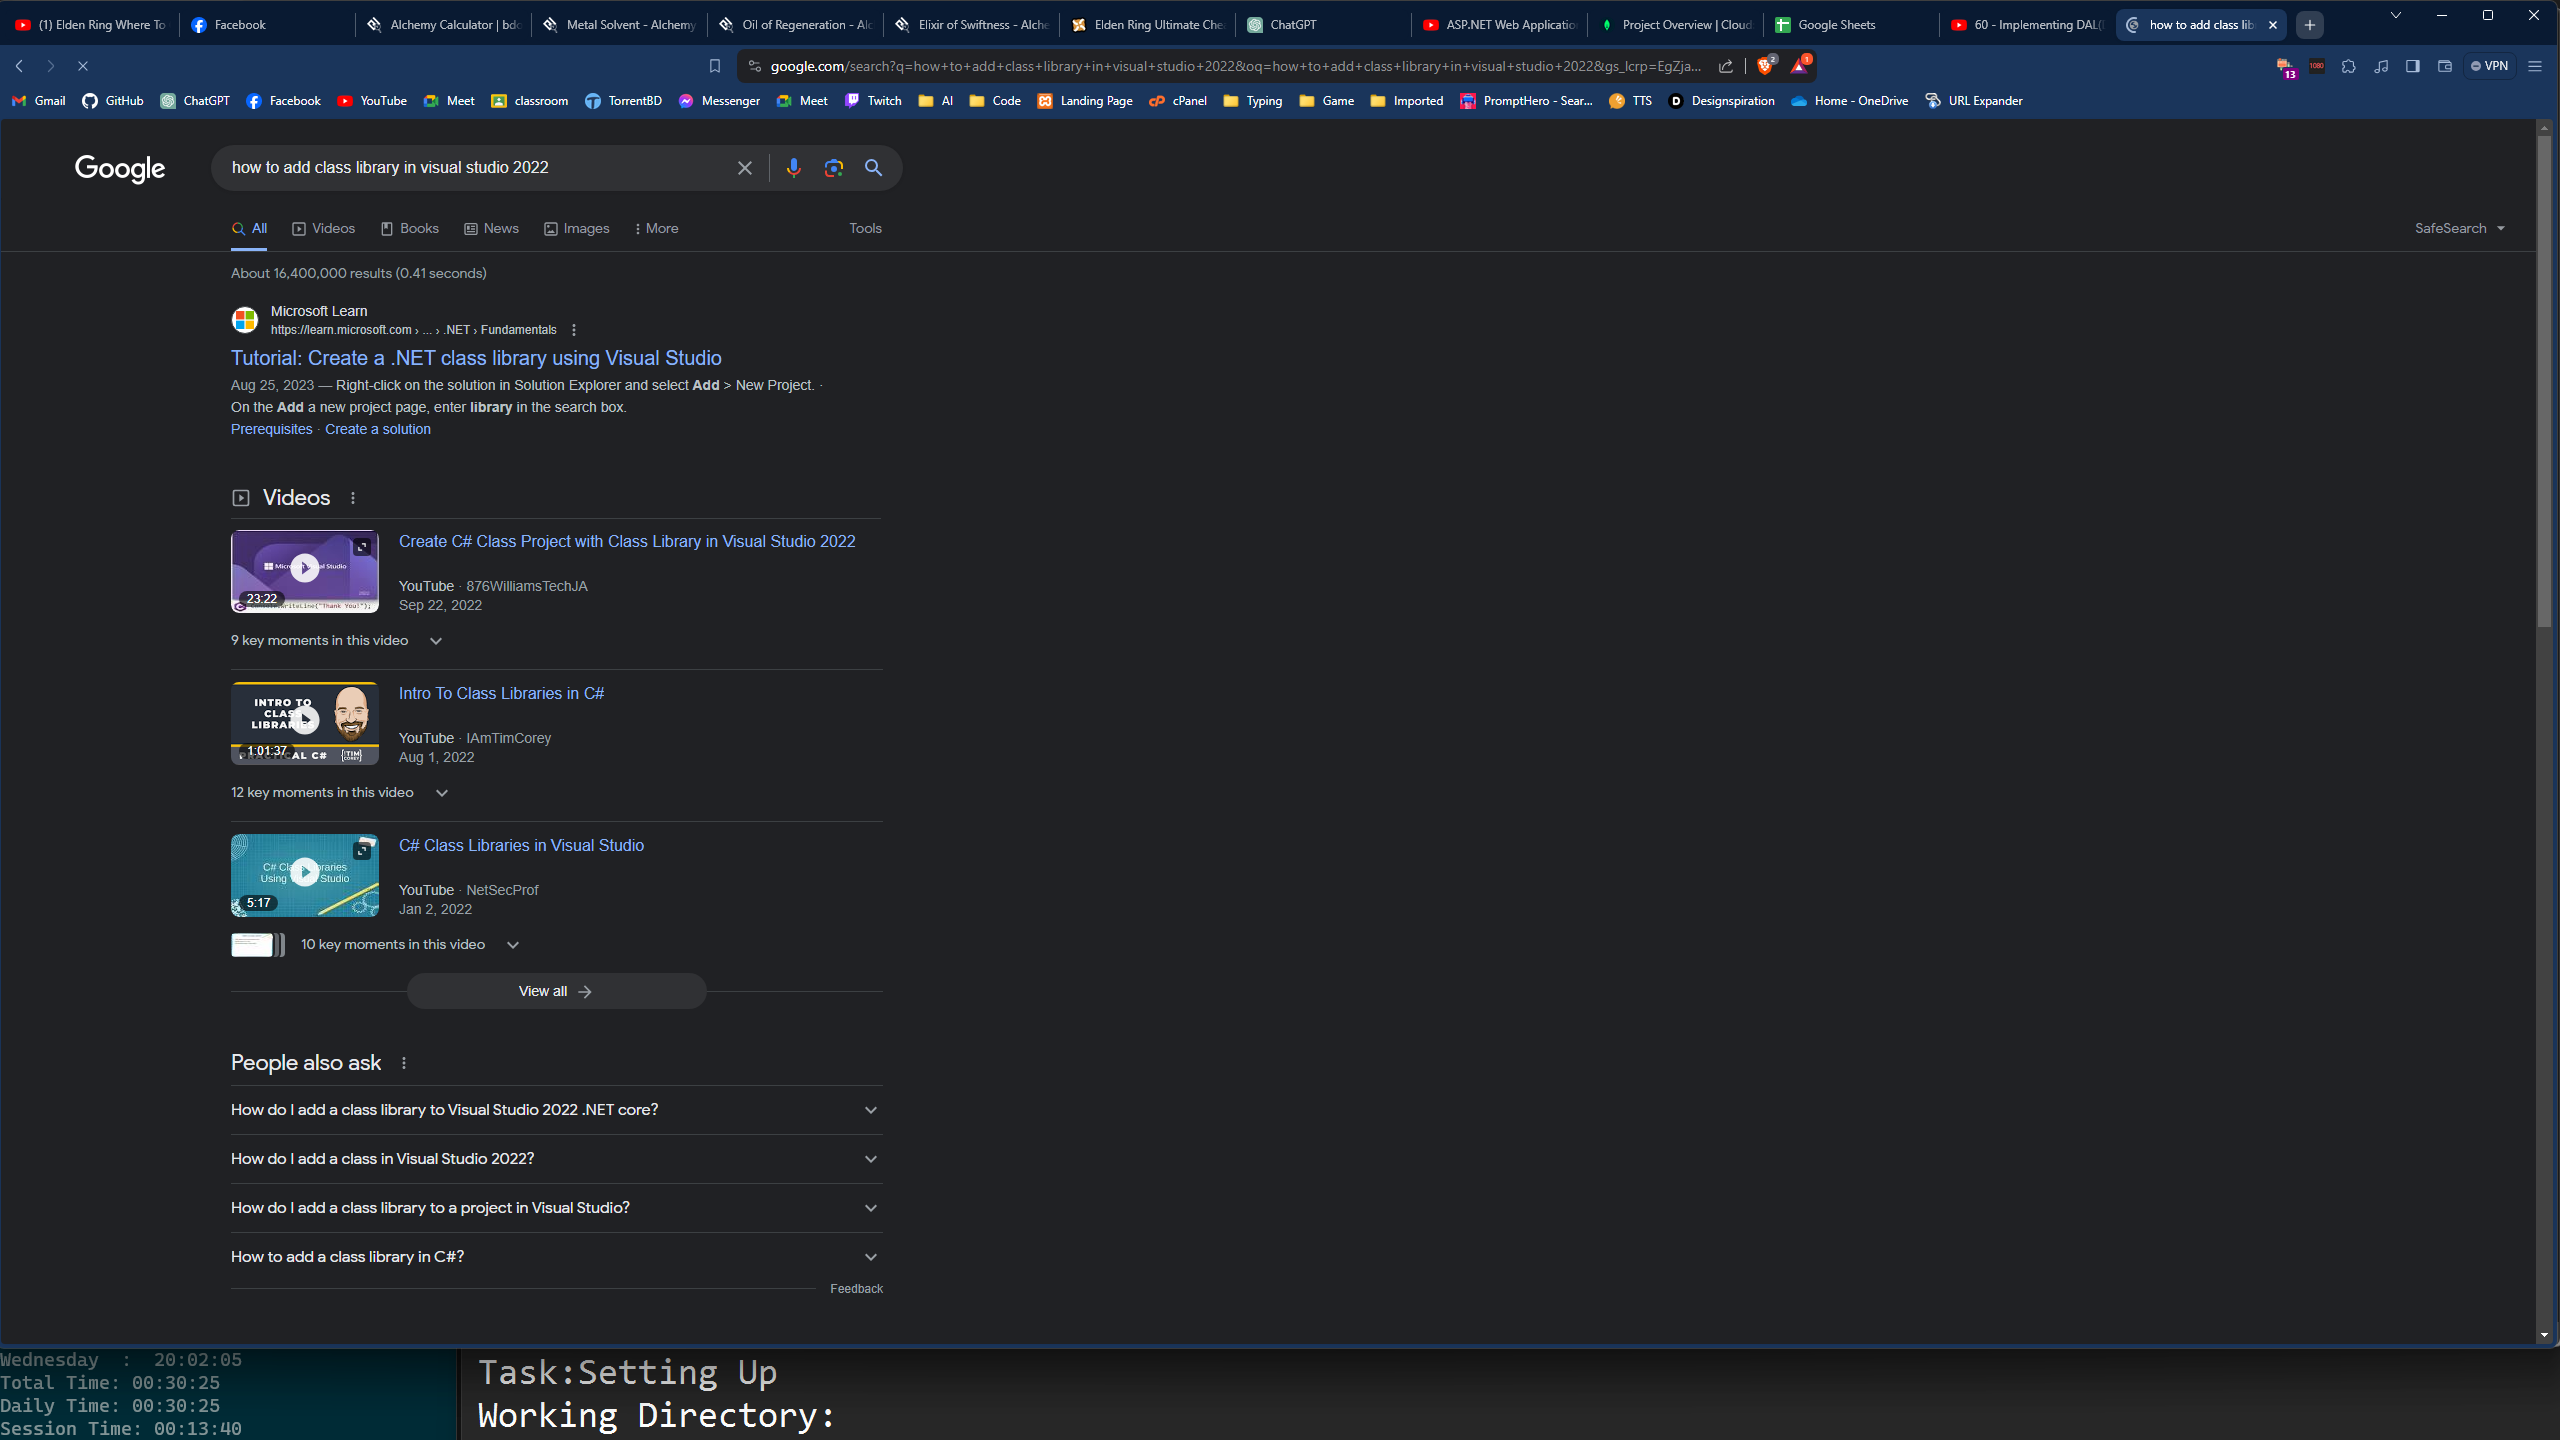 (1) Elden Ring Where To
Facebook
Alchemy Calculator | bdo
Metal Solvent - Alchemy
Oil of Regeneration - Alc
Elixir of Swiftness - Alche
Elden Ring Ultimate Che
ChatGPT
ASP.NET Web Application
Project Overview | Cloud
Google Sheets
60 - Implementing DAL(
how to add class lib
google.com/search?q=how+to+add+class+library+in+visual+studio+2022&oq=how+to+add+class+library+in+visual+studio+2022&gs_lcrp=EgZja...
2
1
13
1080
VPN
Gmail
GitHub
ChatGPT
Facebook
YouTube
Meet
classroom
TorrentBD
Messenger
Meet
Twitch
AI
Code
Landing Page
cPanel
Typing
Game
Imported
PromptHero - Sear...
TTS
Designspiration
Home - OneDrive
URL Expander
Google
how to add class library in visual studio 2022
All
Videos
Books
News
Images
More
Tools
SafeSearch
About 16,400,000 results (0.41 seconds)
Microsoft Learn
https://learn.microsoft.com › ... › .NET › Fundamentals
Tutorial: Create a .NET class library using Visual Studio
Aug 25, 2023 — Right-click on the solution in Solution Explorer and select Add > New Project. ·
On the Add a new project page, enter library in the search box.
Prerequisites · Create a solution
Videos
Create C# Class Project with Class Library in Visual Studio 2022
23:22
YouTube · 876WilliamsTechJA
Sep 22, 2022
9 key moments in this video
INTRO TO
CLASS
LIBRARIES
1:01:37
Intro To Class Libraries in C#
YouTube · IAmTimCorey
Aug 1, 2022
12 key moments in this video
C# Class Libraries
Using Visual Studio
5:17
C# Class Libraries in Visual Studio
YouTube · NetSecProf
Jan 2, 2022
10 key moments in this video
View all
People also ask
How do I add a class library to Visual Studio 2022 .NET core?
How do I add a class in Visual Studio 2022?
How do I add a class library to a project in Visual Studio?
How to add a class library in C#?
Feedback
Wednesday : 20:02:05
Total Time: 00:30:25
Daily Time: 00:30:25
Session Time: 00:13:40
Task:Setting Up
Working Directory: